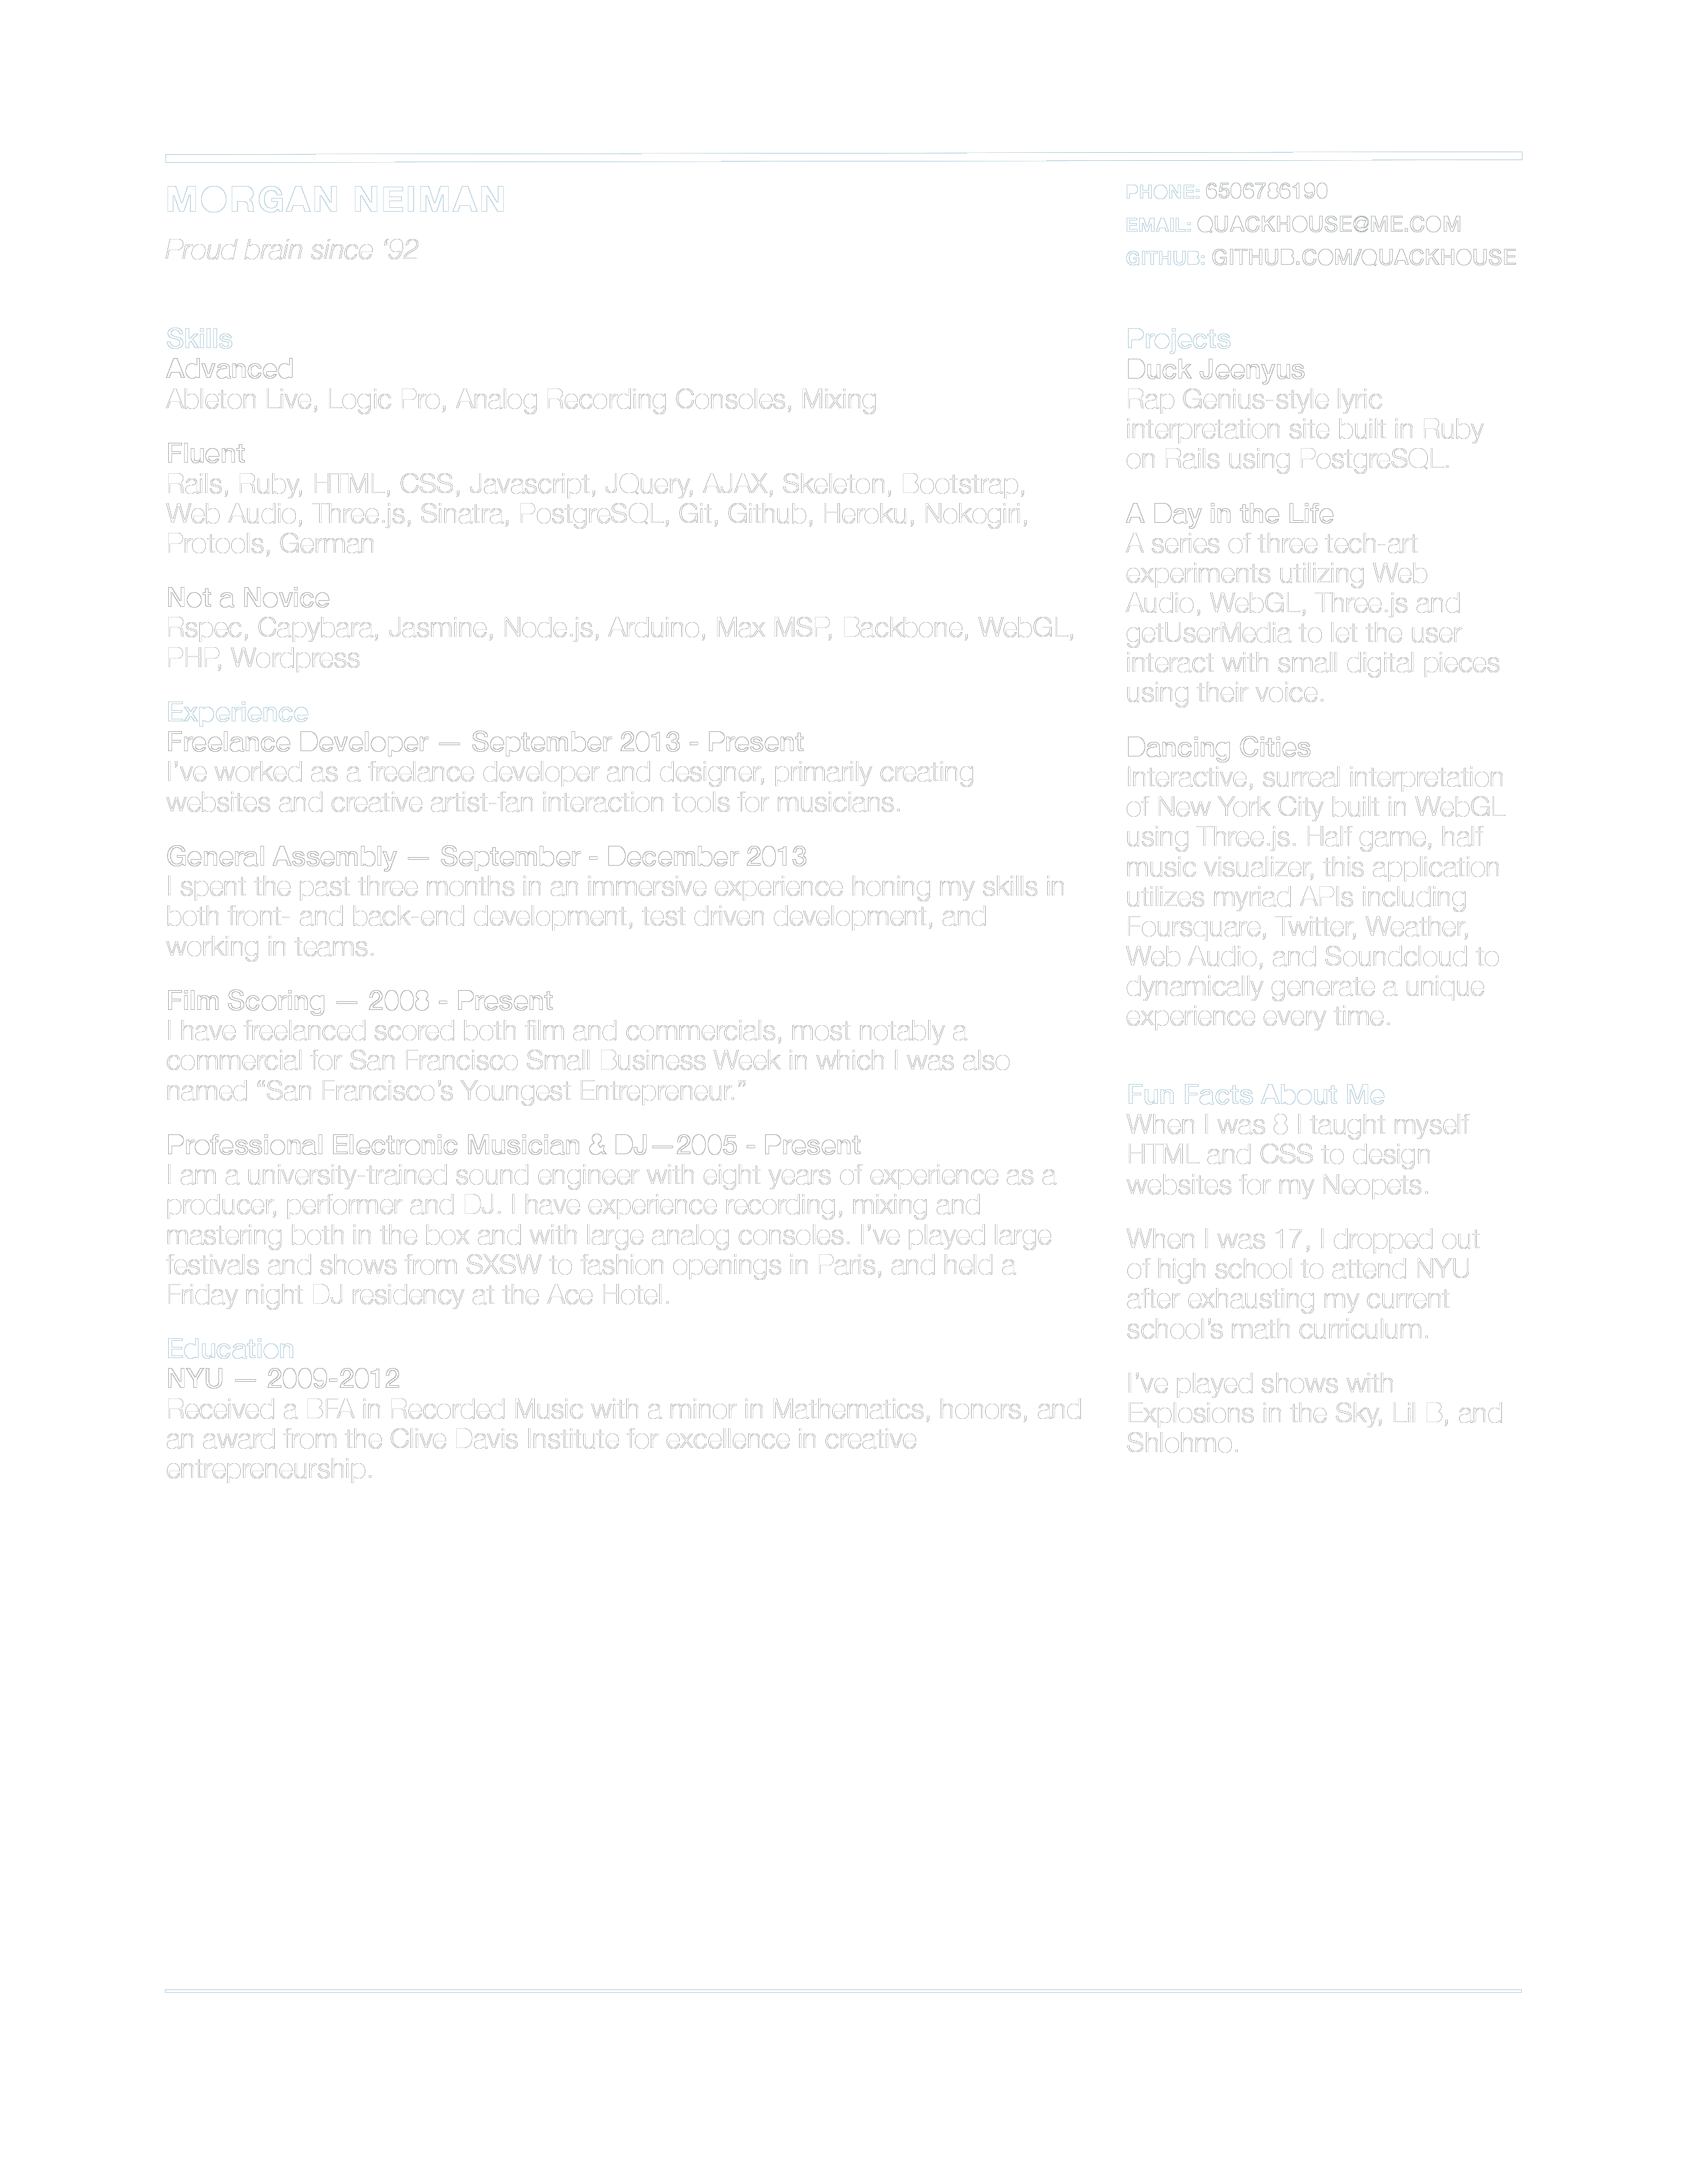 MORGAN NEIMAN
Proud brain since ‘92
PHONE: 6506786190
EMAIL: QUACKHOUSE@ME.COM
GITHUB: GITHUB.COM/QUACKHOUSE
Skills
Advanced
Ableton Live, Logic Pro, Analog Recording Consoles, Mixing
Fluent
Rails, Ruby, HTML, CSS, Javascript, JQuery, AJAX, Skeleton, Bootstrap,
Web Audio, Three.js, Sinatra, PostgreSQL, Git, Github, Heroku, Nokogiri,
Protools, German
Not a Novice
Rspec, Capybara, Jasmine, Node.js, Arduino, Max MSP, Backbone, WebGL,
PHP, Wordpress
Experience
Freelance Developer — September 2013 - Present
I’ve worked as a freelance developer and designer, primarily creating
websites and creative artist-fan interaction tools for musicians.
General Assembly — September - December 2013
I spent the past three months in an immersive experience honing my skills in
both front- and back-end development, test driven development, and
working in teams.
Film Scoring — 2008 - Present
I have freelanced scored both film and commercials, most notably a
commercial for San Francisco Small Business Week in which I was also
named “San Francisco’s Youngest Entrepreneur.”
Professional Electronic Musician & DJ—2005 - Present
I am a university-trained sound engineer with eight years of experience as a
producer, performer and DJ. I have experience recording, mixing and
mastering both in the box and with large analog consoles. I’ve played large
festivals and shows from SXSW to fashion openings in Paris, and held a
Friday night DJ residency at the Ace Hotel.
Education
NYU — 2009-2012
Received a BFA in Recorded Music with a minor in Mathematics, honors, and
an award from the Clive Davis Institute for excellence in creative
entrepreneurship.
Projects
Duck Jeenyus
Rap Genius-style lyric
interpretation site built in Ruby
on Rails using PostgreSQL.
A Day in the Life
A series of three tech-art
experiments utilizing Web
Audio, WebGL, Three.js and
getUserMedia to let the user
interact with small digital pieces
using their voice.
Dancing Cities
Interactive, surreal interpretation
of New York City built in WebGL
using Three.js. Half game, half
music visualizer, this application
utilizes myriad APIs including
Foursquare, Twitter, Weather,
Web Audio, and Soundcloud to
dynamically generate a unique
experience every time.
Fun Facts About Me
When I was 8 I taught myself
HTML and CSS to design
websites for my Neopets.
When I was 17, I dropped out
of high school to attend NYU
after exhausting my current
school’s math curriculum.
I’ve played shows with
Explosions in the Sky, Lil B, and
Shlohmo.